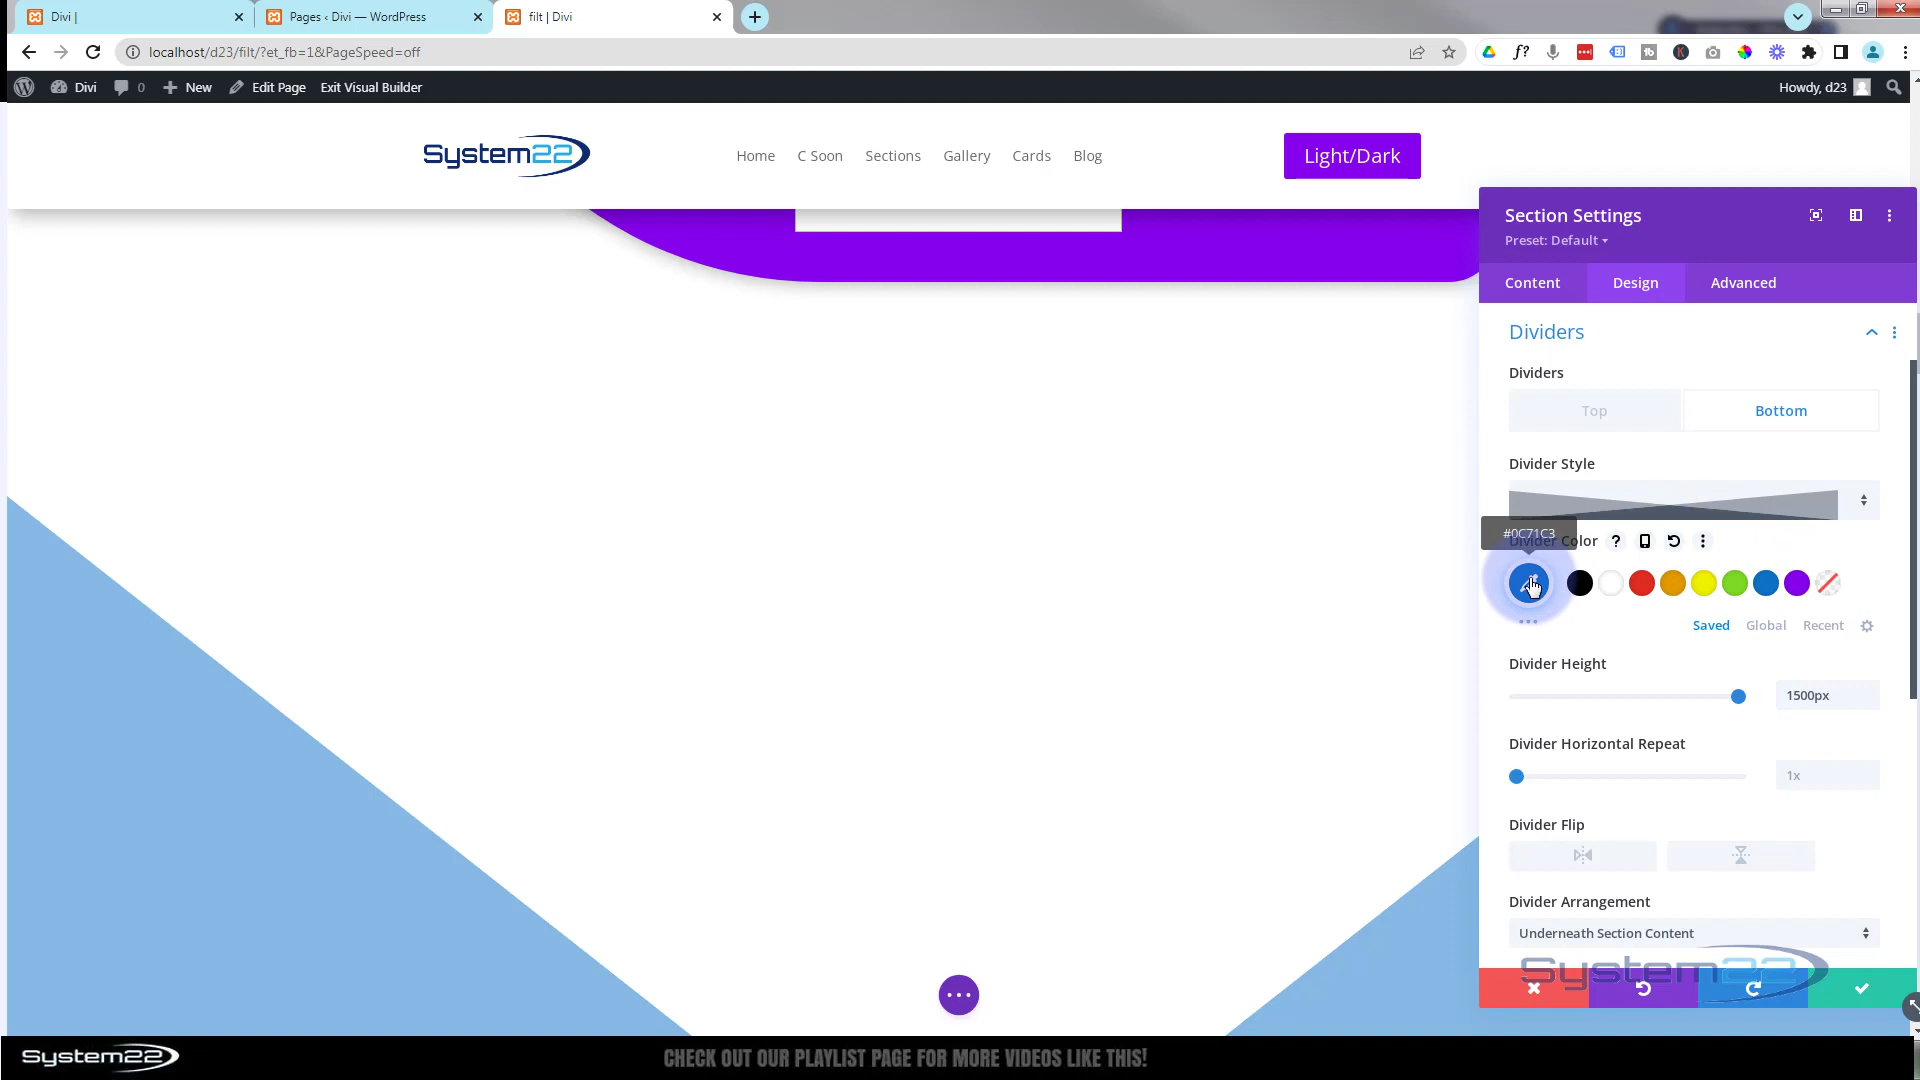 Divi |
Pages ‹ Divi — WordPress
filt | Divi
localhost/d23/filt/?et_fb=1&PageSpeed=off
Divi
0
New
Edit Page
Exit Visual Builder
Howdy, d23
System22
Home
C Soon
Sections
Gallery
Cards
Blog
Light/Dark
Section Settings
Preset: Default
Content
Design
Advanced
Dividers
Dividers
Top
Bottom
Divider Style
#0C71C3
Divider Color
Saved
Global
Recent
Divider Height
1500px
Divider Horizontal Repeat
1x
Divider Flip
Divider Arrangement
Underneath Section Content
System22
System22
CHECK OUT OUR PLAYLIST PAGE FOR MORE VIDEOS LIKE THIS!